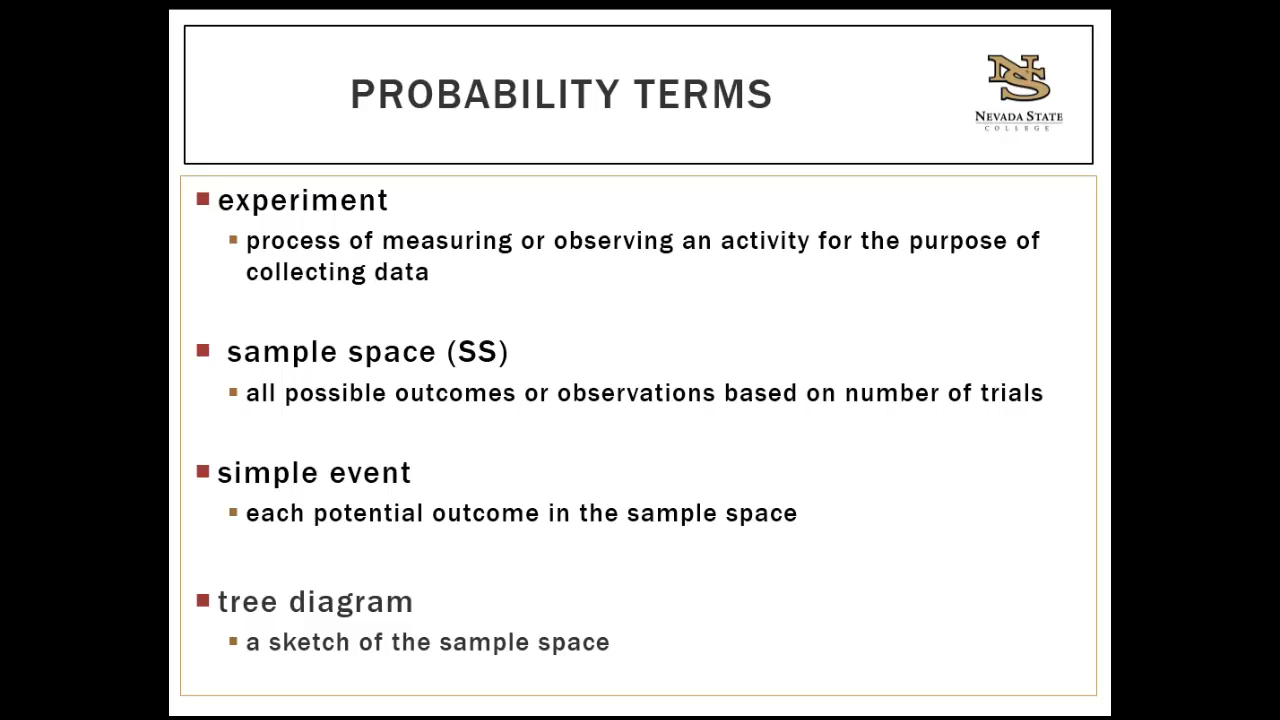 PROBABILITY TERMS
NS
NEVADA STATE
COLLEGE
experiment
process of measuring or observing an activity for the purpose of
collecting data
sample space (SS)
all possible outcomes or observations based on number of trials
simple event
each potential outcome in the sample space
tree diagram
a sketch of the sample space